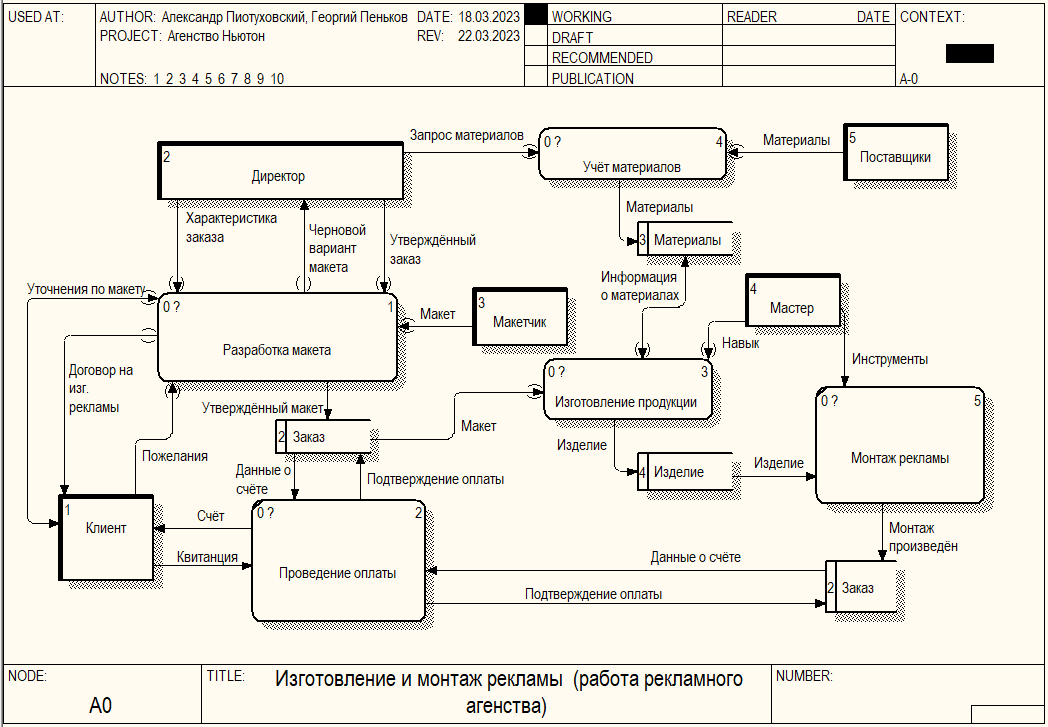 USED AT:
AUTHOR: Александр Пиотуховский, Георгий Пеньков
DATE: 18.03.2023
PROJECT: Агенство Ньютон
REV: 22.03.2023
NOTES: 1 2 3 4 5 6 7 8 9 10
WORKING
DRAFT
RECOMMENDED
PUBLICATION
READER
DATE
CONTEXT:
A-0
2
Директор
Запрос материалов
0 ?
4
Учёт материалов
Материалы
5
Поставщики
Характеристика
заказа
Черновой
вариант
макета
Утверждённый
заказ
Материалы
3
Материалы
Информация
о материалах
Уточнения по макету
0 ?
1
Разработка макета
Макет
3
Макетчик
4
Мастер
Навык
Инструменты
Договор на
изг.
рекламы
0 ?
3
Изготовление продукции
0 ?
5
Монтаж рекламы
Утверждённый макет
2
Заказ
Макет
Пожелания
Изделие
4
Изделие
Изделие
Данные о
счёте
Подтверждение оплаты
1
Клиент
Счёт
Квитанция
0 ?
2
Проведение оплаты
Монтаж
произведён
Данные о счёте
Подтверждение оплаты
2
Заказ
NODE:
A0
TITLE:
Изготовление и монтаж рекламы (работа рекламного
агенства)
NUMBER: